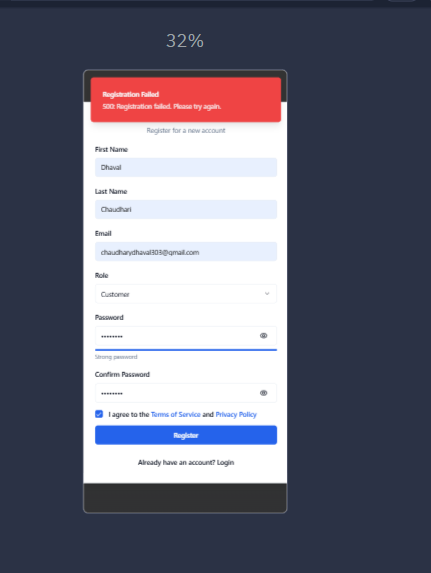 32%
Registration Failed
500: Registration failed. Please try again.
Register for a new account
First Name
Dhaval
Last Name
Chaudhari
Email
chaudharydhaval303@gmail.com
Role
Customer
Password
••••••••
Strong password
Confirm Password
••••••••
I agree to the Terms of Service and Privacy Policy
Register
Already have an account? Login